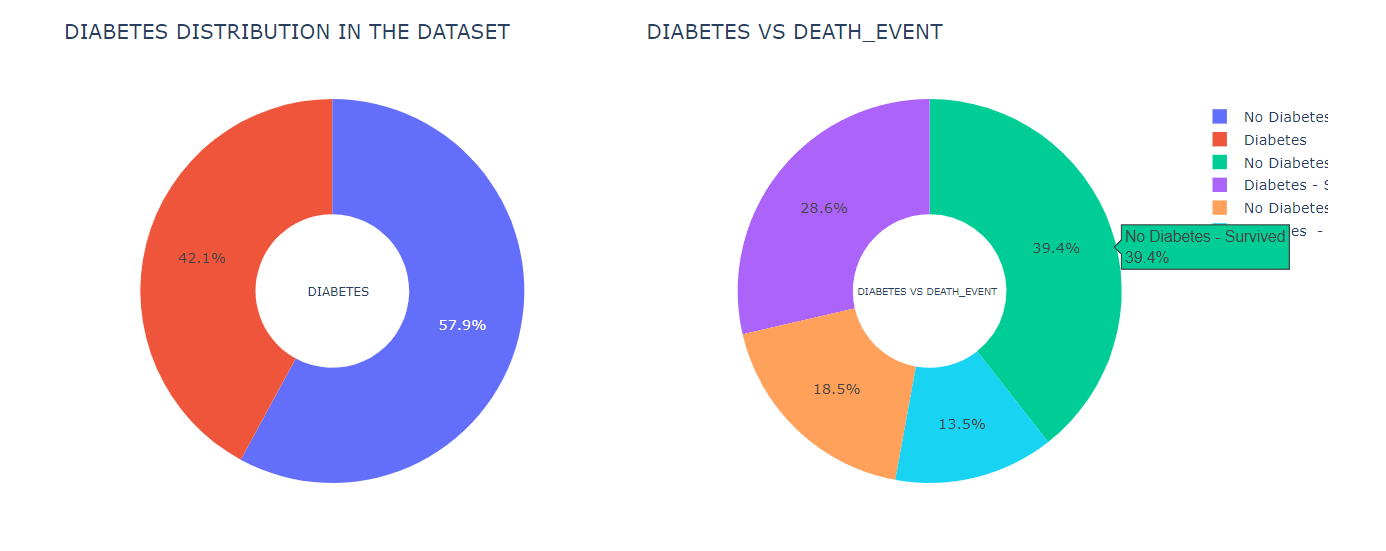 DIABETES DISTRIBUTION IN THE DATASET
DIABETES VS DEATH_EVENT
42.1%
DIABETES
57.9%
28.6%
39.4%
DIABETES VS DEATH_EVENT
18.5%
13.5%
No Diabetes
Diabetes
No Diabetes
Diabetes -
No Diabetes
No Diabetes - Survived
39.4%